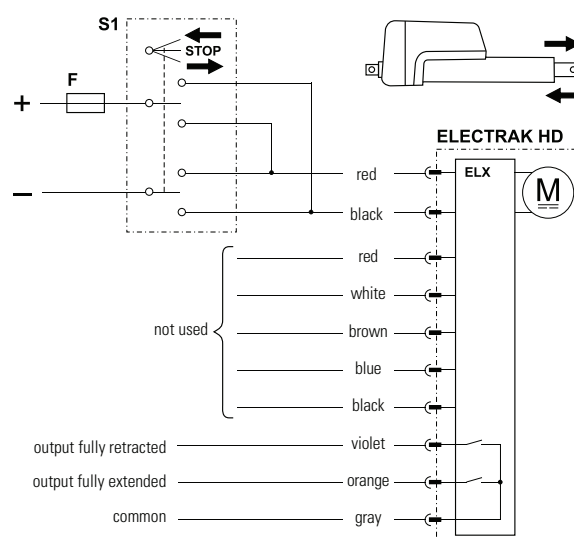 S1
STOP
F
+
–
ELECTRAK HD
ELX
M
red
black
red
white
not used
brown
blue
black
output fully retracted
violet
output fully extended
orange
common
gray